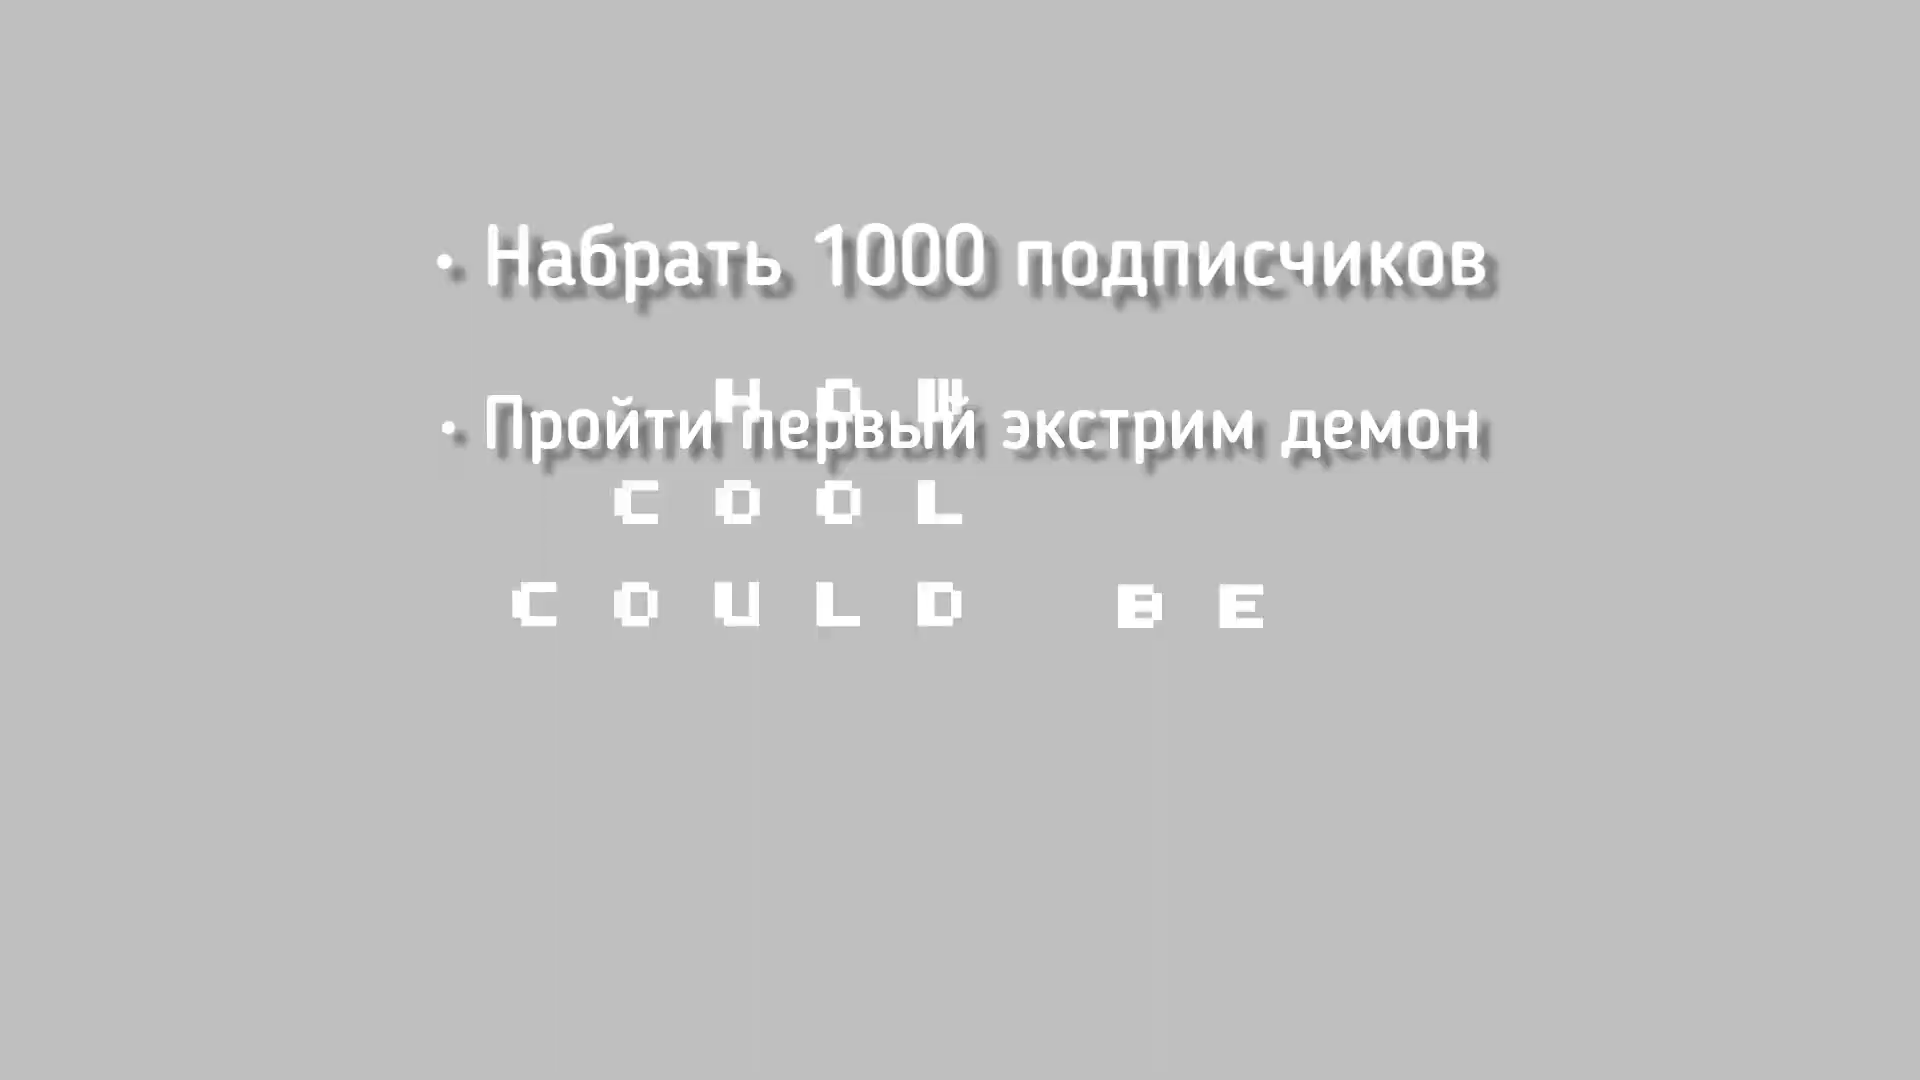 • Набрать 1000 подписчиков
HOW
• Пройти первый экстрим демон
COOL
COULD BE